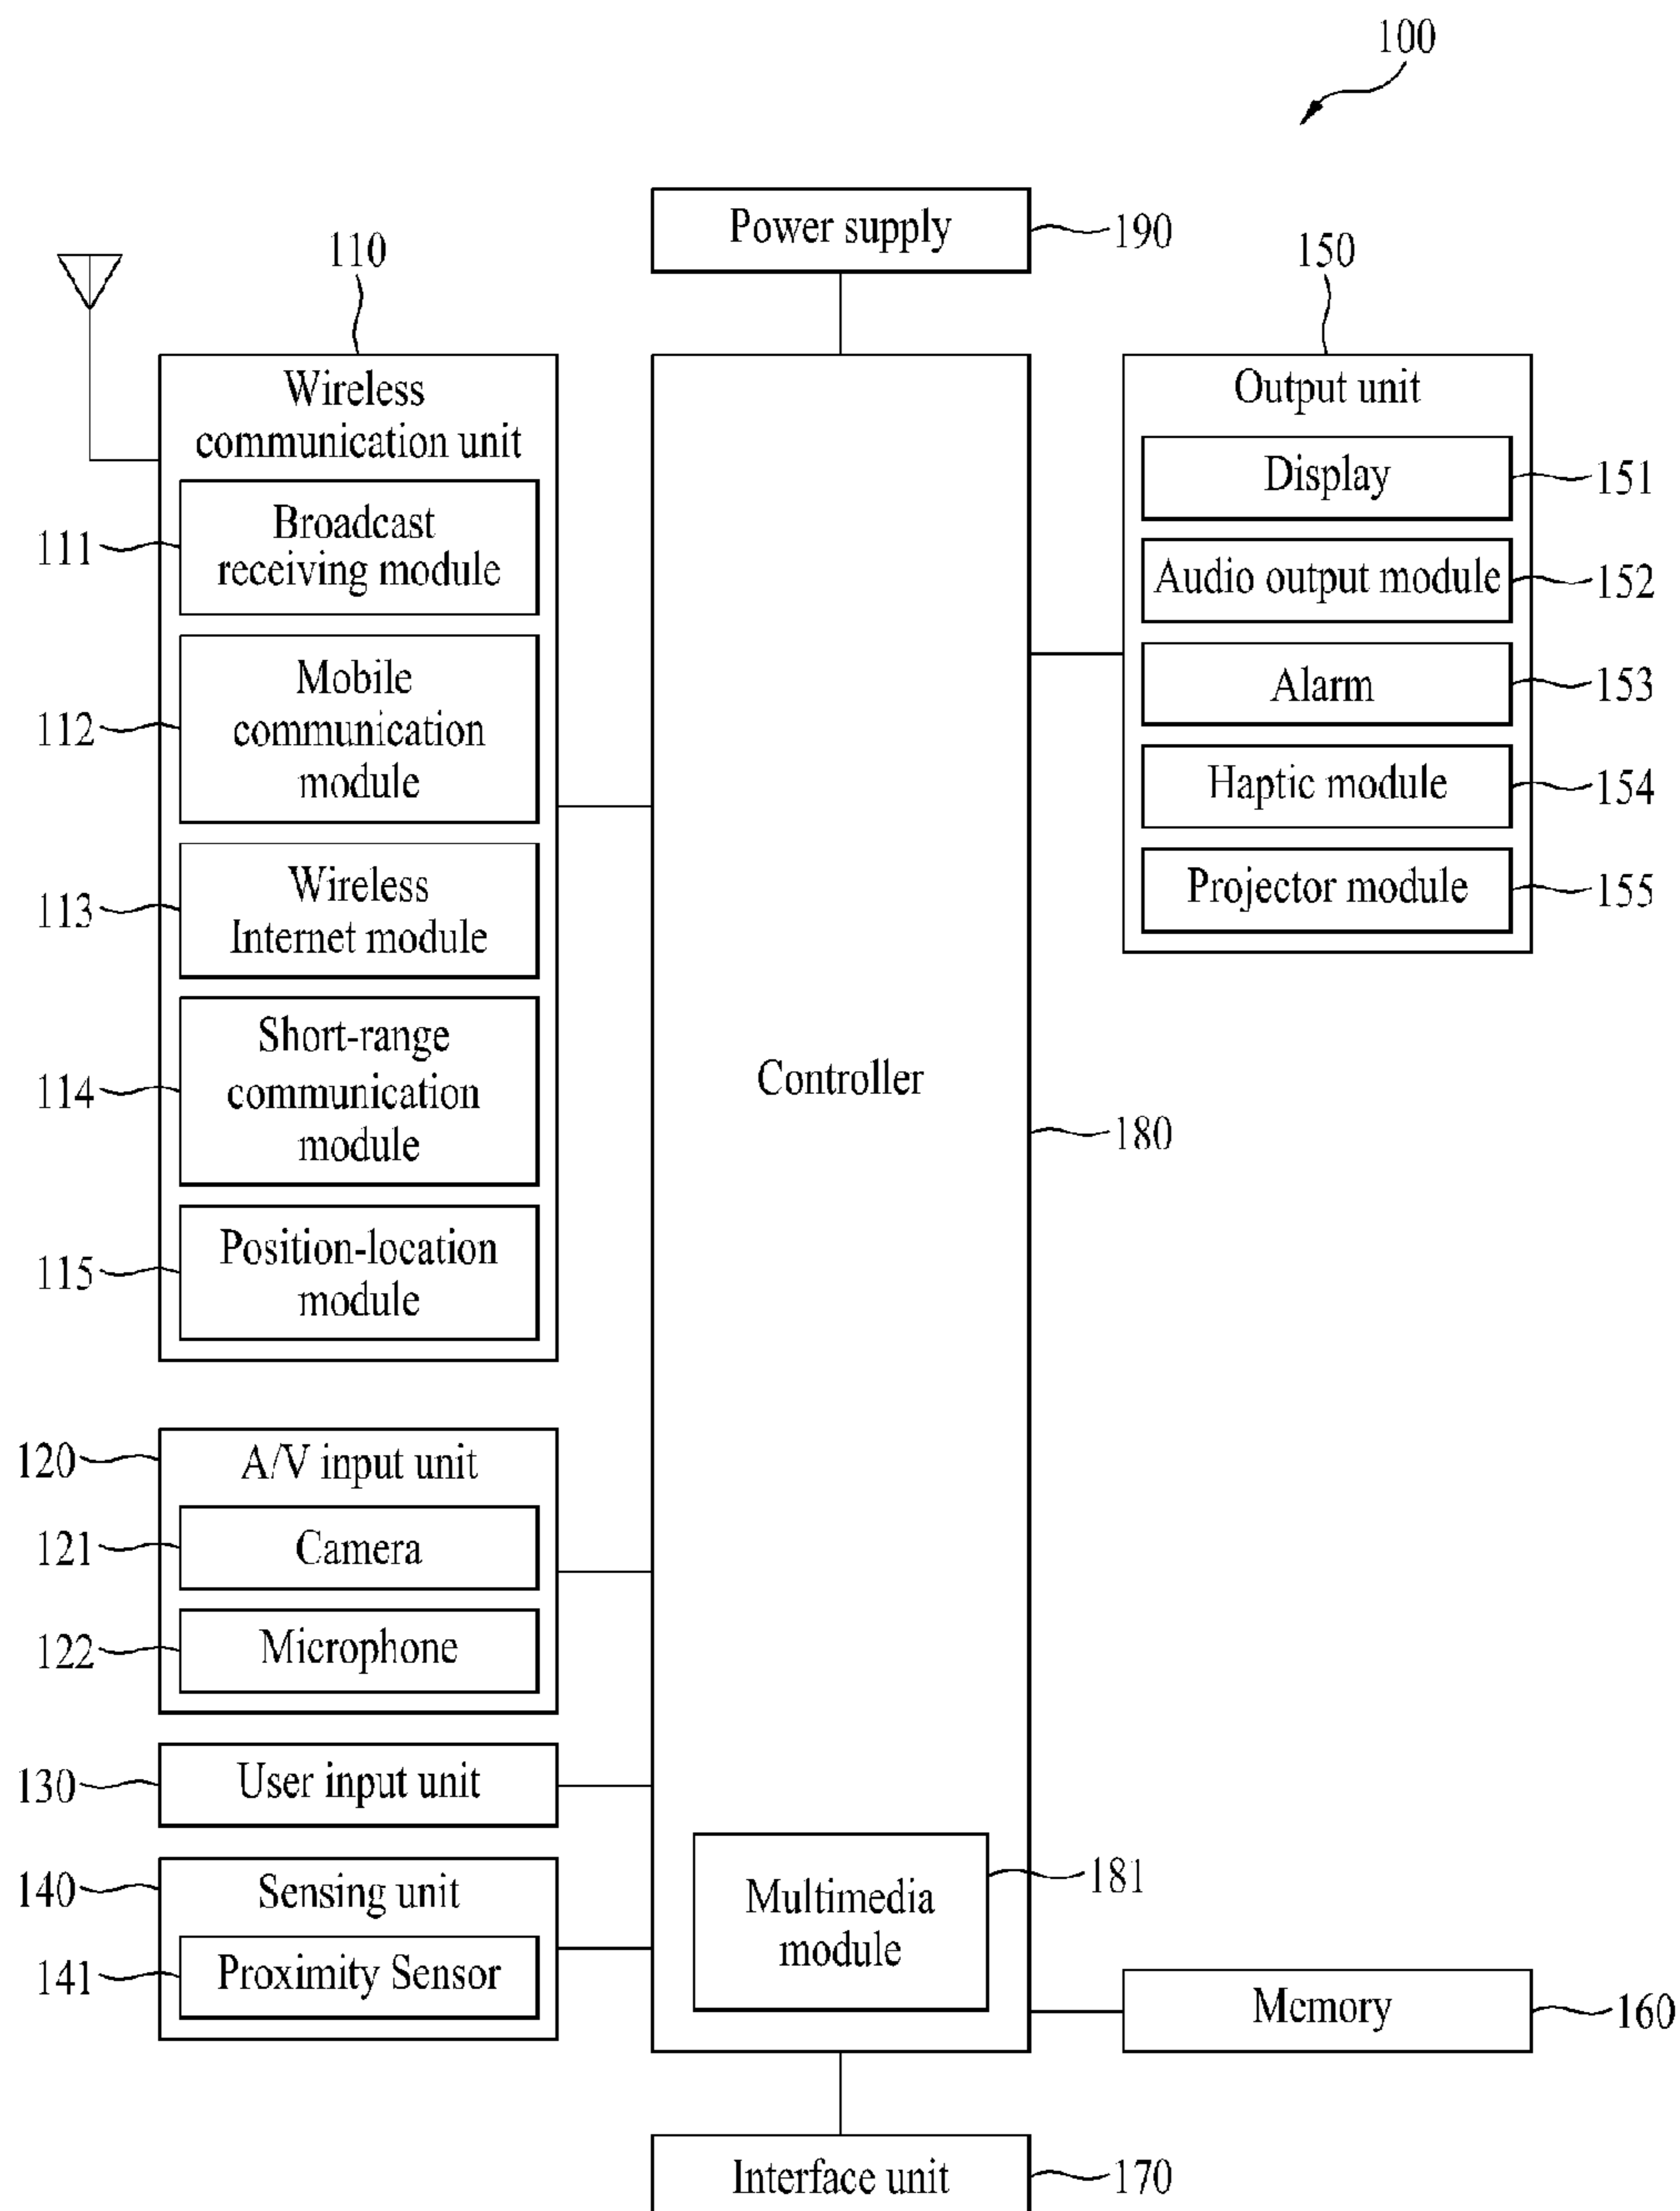 100
Power supply
190
110
Wireless
communication unit
111
Broadcast
receiving module
112
Mobile
communication
module
113
Wireless
Internet module
114
Short-range
communication
module
115
Position-location
module
120
A/V input unit
121
Camera
122
Microphone
130
User input unit
140
Sensing unit
141
Proximity Sensor
Controller
180
Multimedia
module
181
150
Output unit
Display
151
Audio output module
152
Alarm
153
Haptic module
154
Projector module
155
Memory
160
Interface unit
170